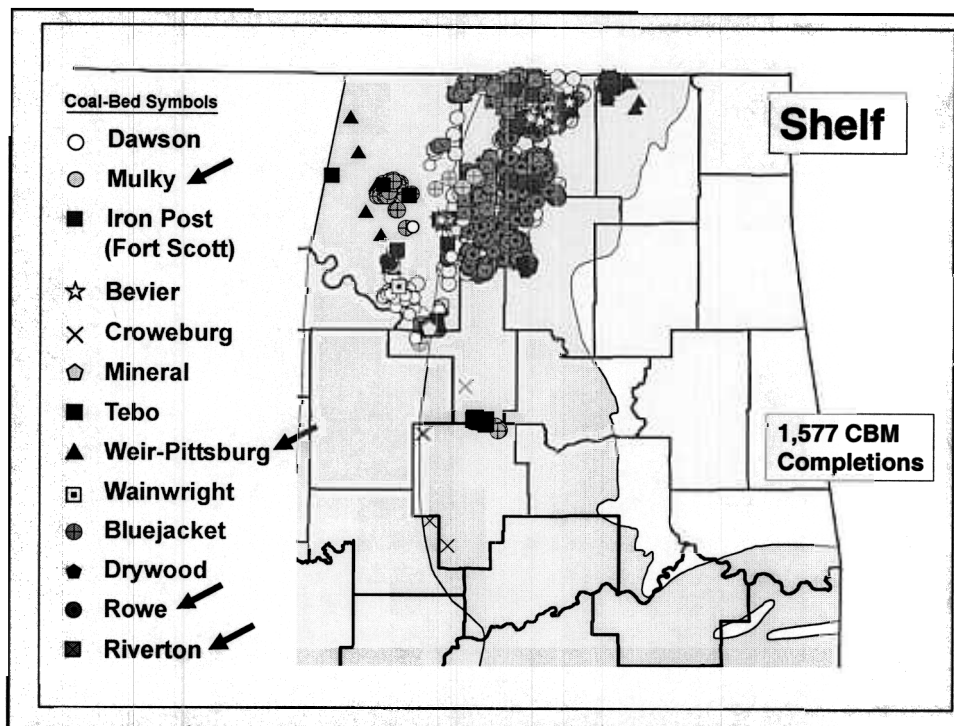 Shelf
Coal-Bed Symbols
Dawson
Mulky
Iron Post
(Fort Scott)
Bevier
Croweburg
Mineral
Tebo
Weir-Pittsburg
Wainwright
Bluejacket
Drywood
Rowe
Riverton
1,577 CBM
Completions